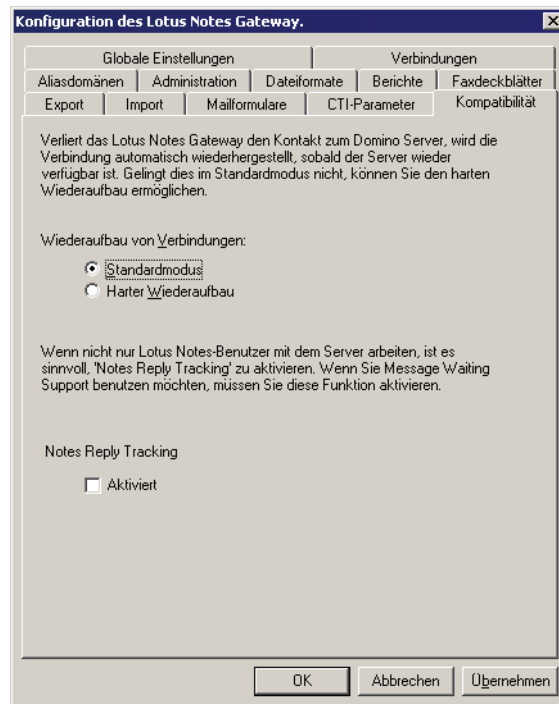 Konfiguration des Lotus Notes Gateway.
Globale Einstellungen
Verbindungen
Aliasdomänen
Administration
Dateiformate
Berichte
Faxdeckblätter
Export
Import
Mailformulare
CTI-Parameter
Kompatibilität
Verliert das Lotus Notes Gateway den Kontakt zum Domino Server, wird die
Verbindung automatisch wiederhergestellt, sobald der Server wieder
verfügbar ist. Gelingt dies im Standardmodus nicht, können Sie den harten
Wiederaufbau ermöglichen.
Wiederaufbau von Verbindungen:
Standardmodus
Harter Wiederaufbau
Wenn nicht nur Lotus Notes-Benutzer mit dem Server arbeiten, ist es
sinnvoll, 'Notes Reply Tracking' zu aktivieren. Wenn Sie Message Waiting
Support benutzen möchten, müssen Sie diese Funktion aktivieren.
Notes Reply Tracking
Aktiviert
OK
Abbrechen
Übernehmen